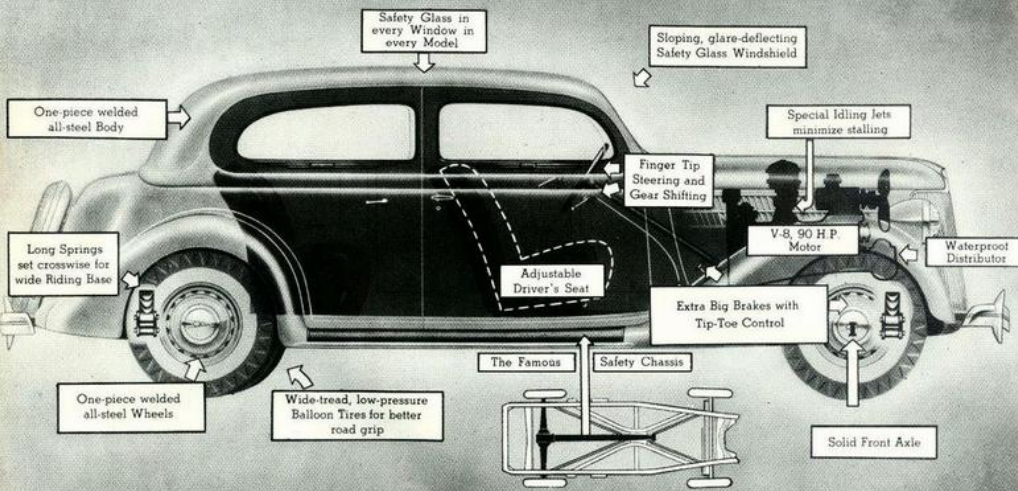 Safety Glass in
every Window in
every Model
Sloping, glare-deflecting
Safety Glass Windshield
One-piece welded
all-steel Body
Special Idling Jets
minimize stalling
Finger Tip
Steering and
Gear Shifting
V-8, 90 H.P.
Motor
Long Springs
set crosswise for
wide Riding Base
Waterproof
Distributor
Adjustable
Driver's Seat
Extra Big Brakes with
Tip-Toe Control
The Famous
Safety Chassis
One-piece welded
all-steel Wheels
Wide-tread, low-pressure
Balloon Tires for better
road grip
Solid Front Axle